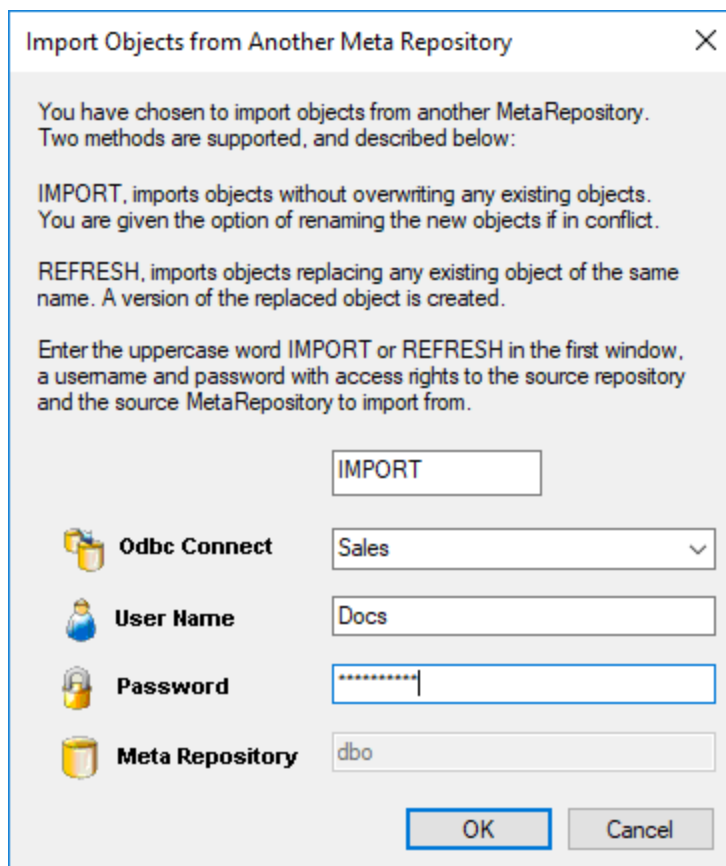 Import Objects from Another Meta Repository
You have chosen to import objects from another MetaRepository.
Two methods are supported, and described below:
IMPORT, imports objects without overwriting any existing objects.
You are given the option of renaming the new objects if in conflict.
REFRESH, imports objects replacing any existing object of the same
name. A version of the replaced object is created.
Enter the uppercase word IMPORT or REFRESH in the first window,
a username and password with access rights to the source repository
and the source MetaRepository to import from.
IMPORT
Odbc Connect Sales
User Name Docs
Password **********
Meta Repository dbo
OK Cancel